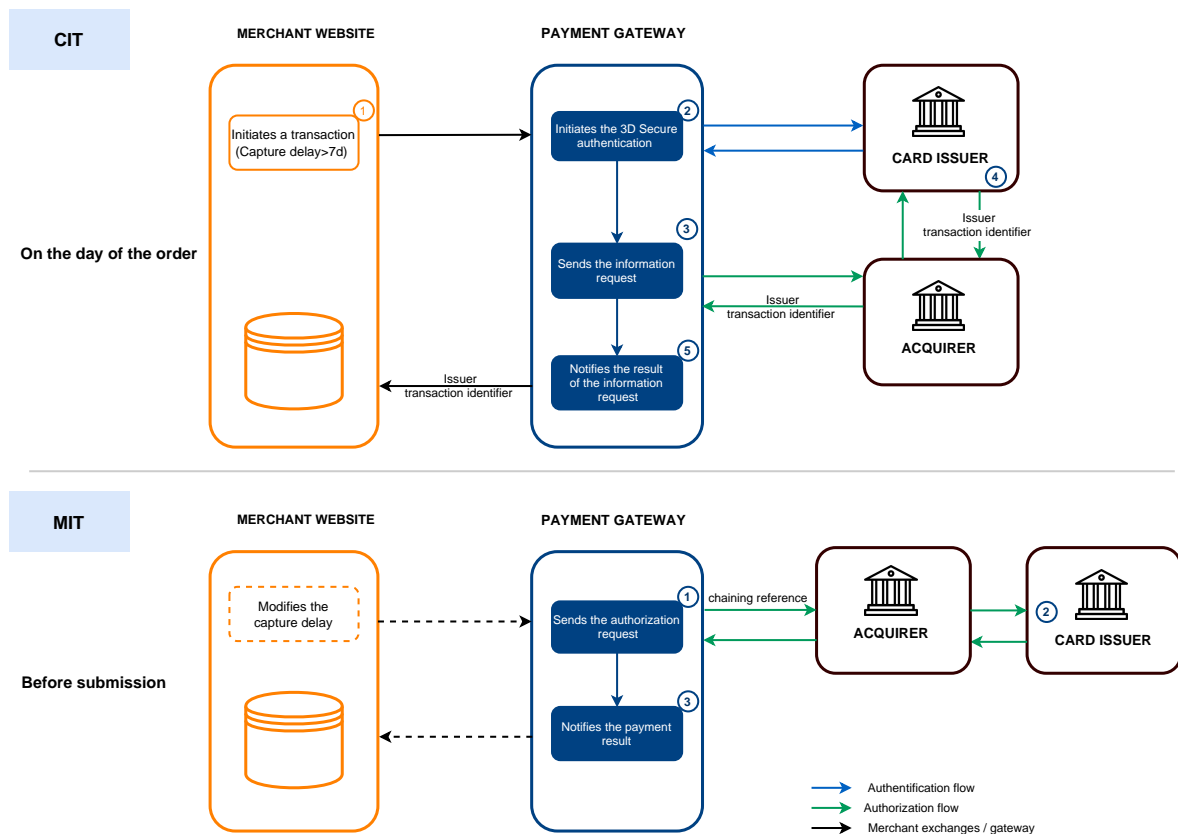 CIT
MERCHANT WEBSITE
PAYMENT GATEWAY
1
Initiates a transaction
(Capture delay>7d)
2
Initiates the 3D Secure
authentication
CARD ISSUER
4
On the day of the order
3
Sends the information
request
Issuer
transaction identifier
Issuer
transaction identifier
ACQUIRER
5
Notifies the result
of the information
request
Issuer
transaction identifier
MIT
MERCHANT WEBSITE
PAYMENT GATEWAY
Modifies the
capture delay
1
Sends the authorization
request
chaining reference
ACQUIRER
2
CARD ISSUER
Before submission
3
Notifies the payment
result
Authentification flow
Authorization flow
Merchant exchanges / gateway